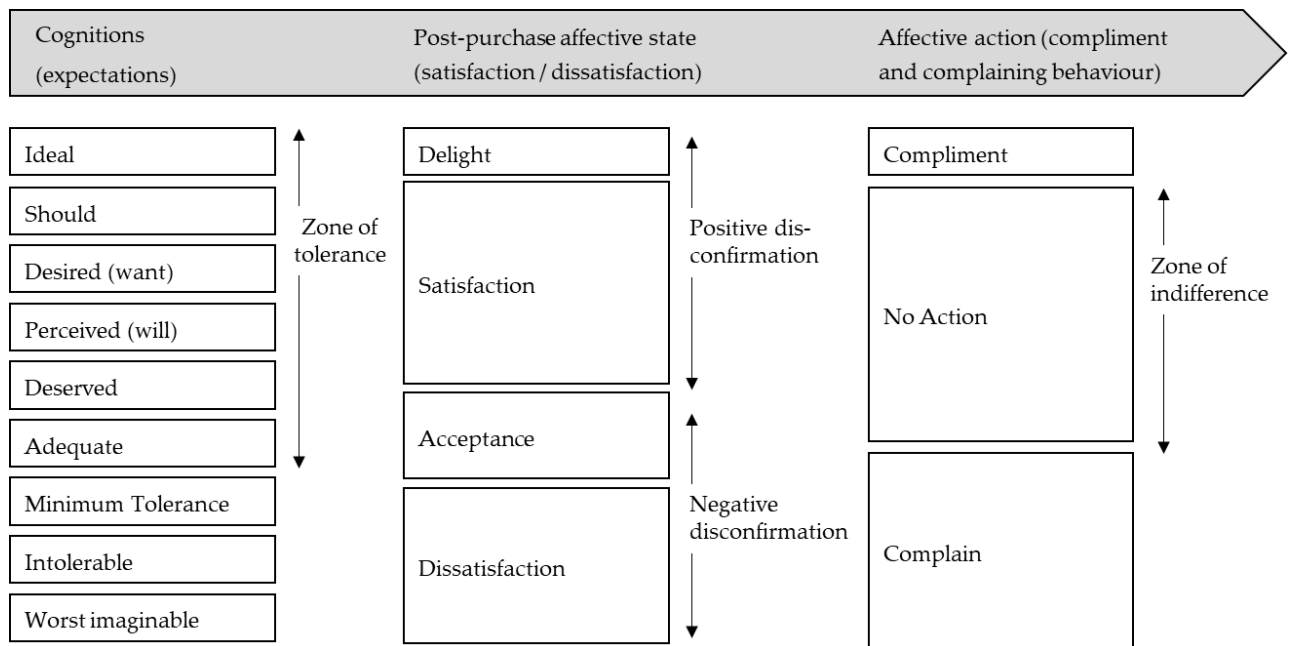 Cognitions
(expectations)
Post-purchase affective state
(satisfaction / dissatisfaction)
Affective action (compliment
and complaining behaviour)
Ideal
Should
Desired (want)
Perceived (will)
Deserved
Adequate
Minimum Tolerance
Intolerable
Worst imaginable
Zone of
tolerance
Delight
Satisfaction
Acceptance
Dissatisfaction
Positive dis-
confirmation
Negative
disconfirmation
Compliment
No Action
Complain
Zone of
indifference